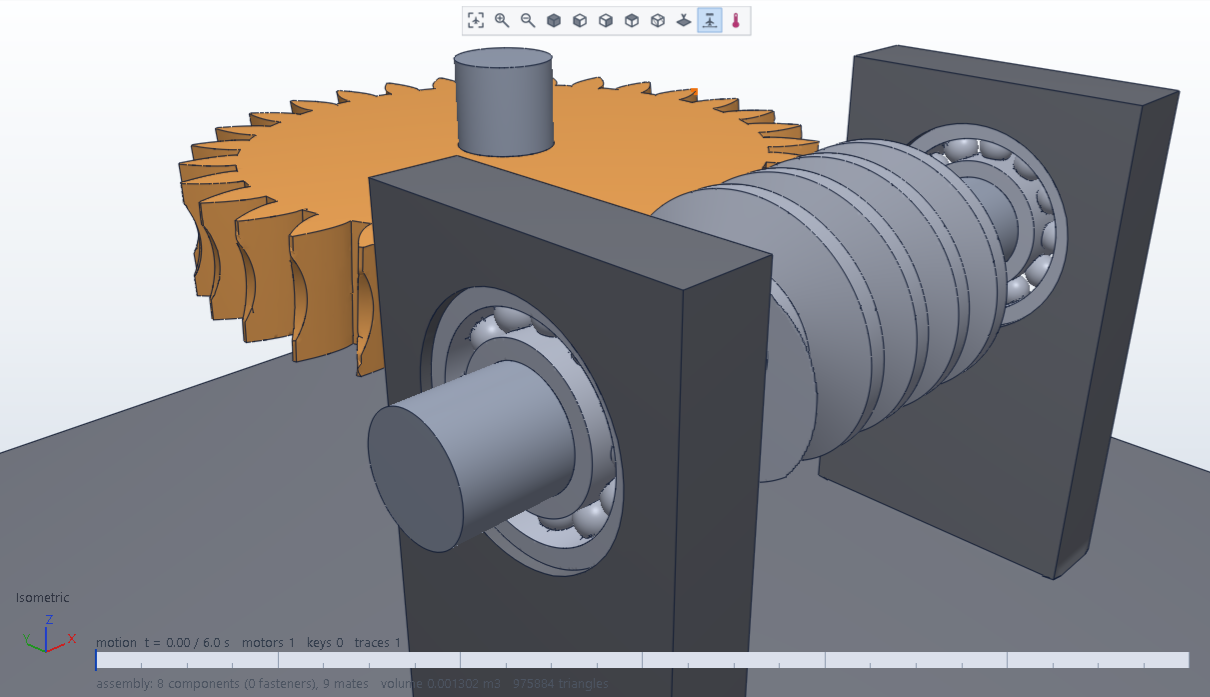 Isometric
Z
Y
X
motion t = 0.00 / 6.0 s motors 1 keys 0 traces 1
assembly: 8 components (0 fasteners), 9 mates volume 0.001302 m3 975884 triangles